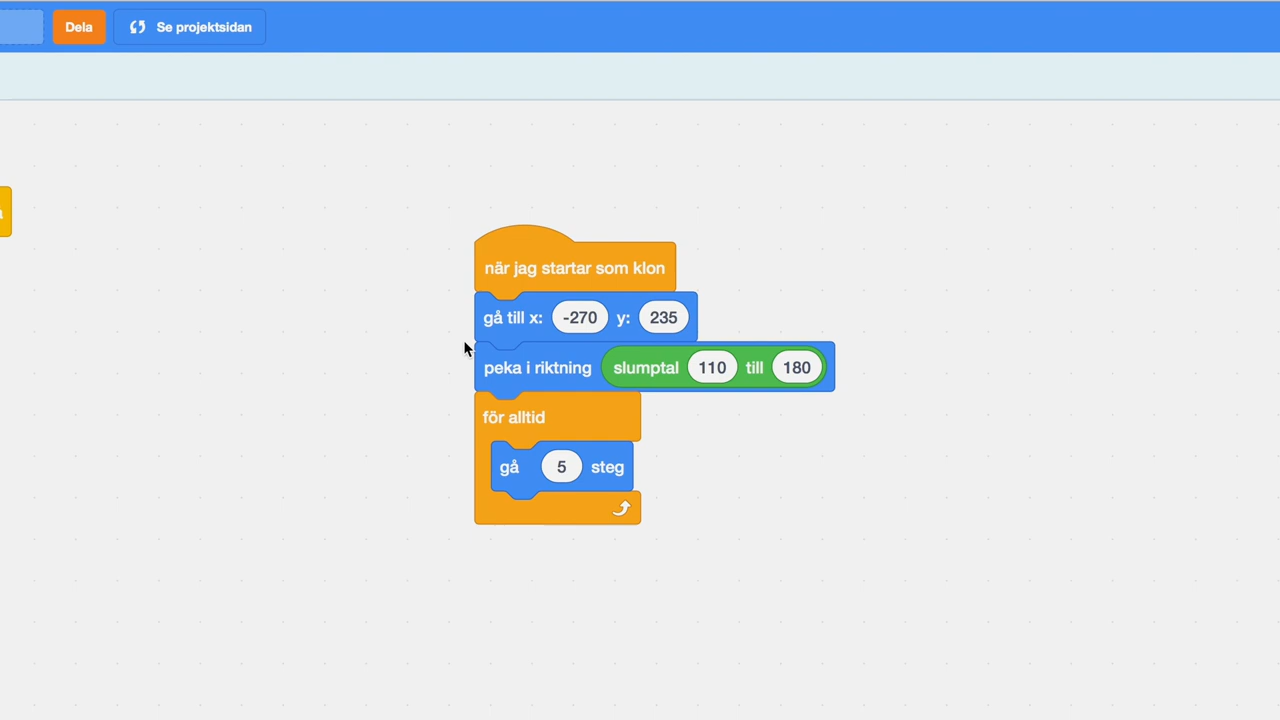 Dela
Se projektsidan
när jag startar som klon
gå till x: -270 y: 235
peka i riktning slumptal 110 till 180
för alltid
gå 5 steg